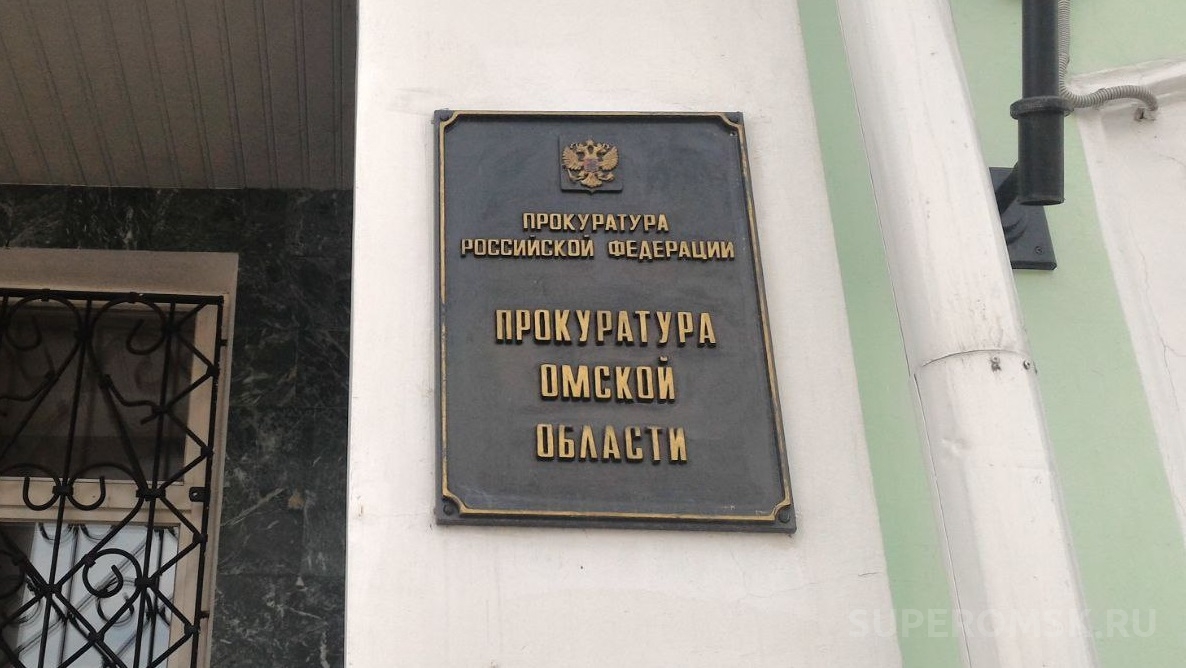 ПРОКУРАТУРА
РОССИЙСКОЙ ФЕДЕРАЦИИ
ПРОКУРАТУРА
ОМСКОЙ
ОБЛАСТИ
SUPEROMSK.RU